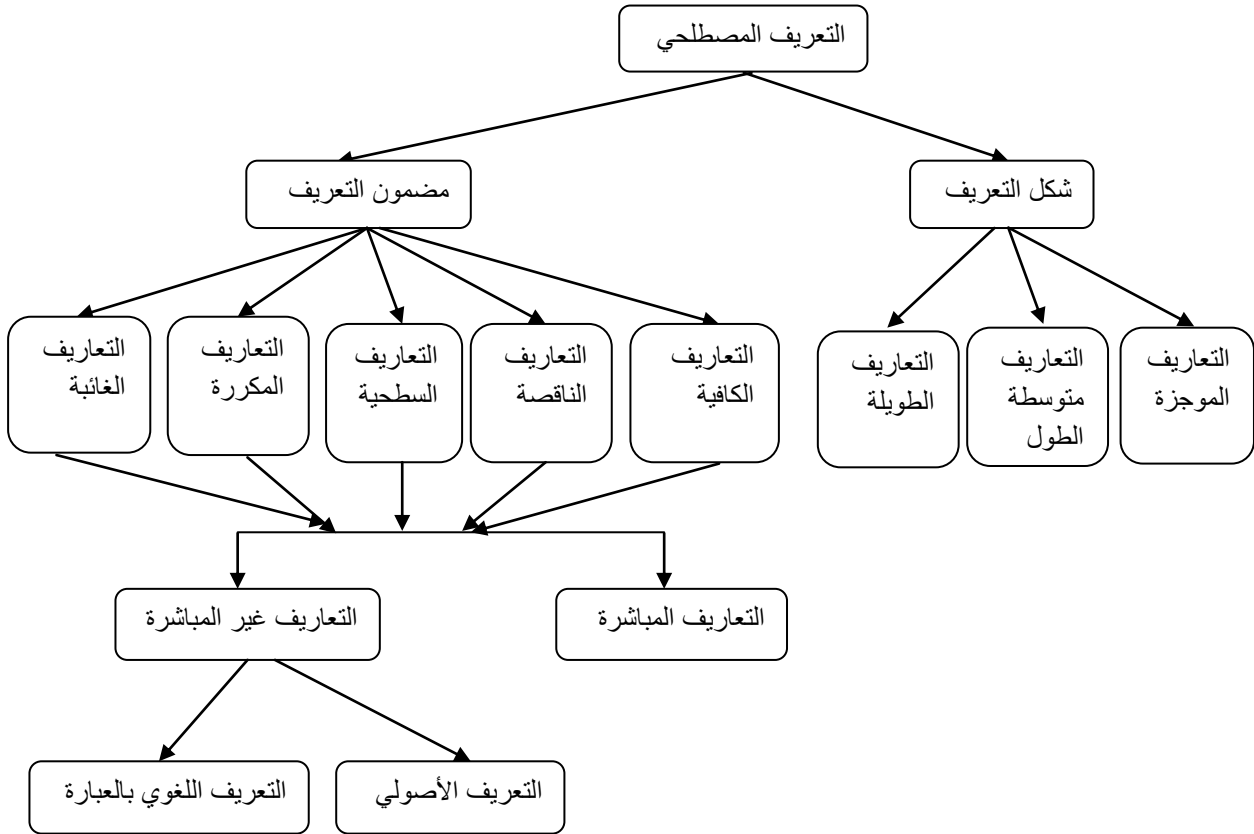 التعريف المصطلحي
شكل التعريف
مضمون التعريف
التعاريف
الموجزة
التعاريف
متوسطة
الطول
التعاريف
الطويلة
التعاريف
الكافية
التعاريف
الناقصة
التعاريف
السطحية
التعاريف
المكررة
التعاريف
الغائبة
التعاريف المباشرة
التعاريف غير المباشرة
التعريف الأصولي
التعريف اللغوي بالعبارة